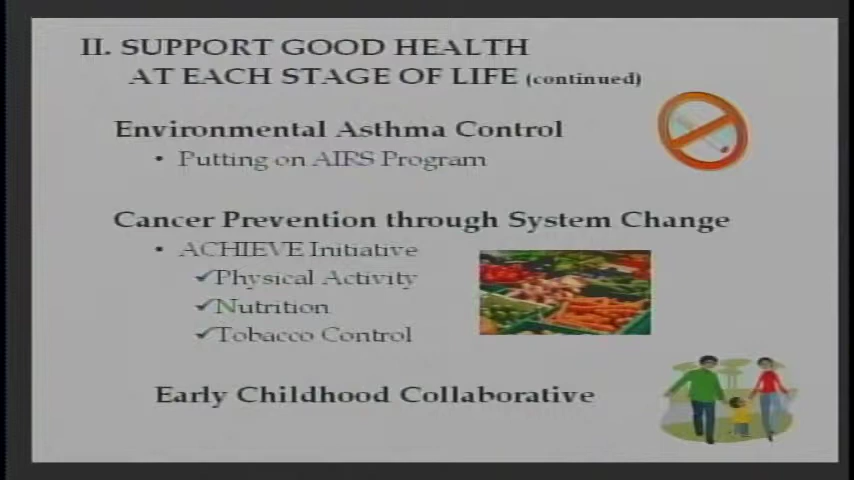 II. SUPPORT GOOD HEALTH
AT EACH STAGE OF LIFE (continued)
Environmental Asthma Control
• Putting on AIRS Program
Cancer Prevention through System Change
• ACHIEVE Initiative
✓Physical Activity
✓Nutrition
✓Tobacco Control
Early Childhood Collaborative